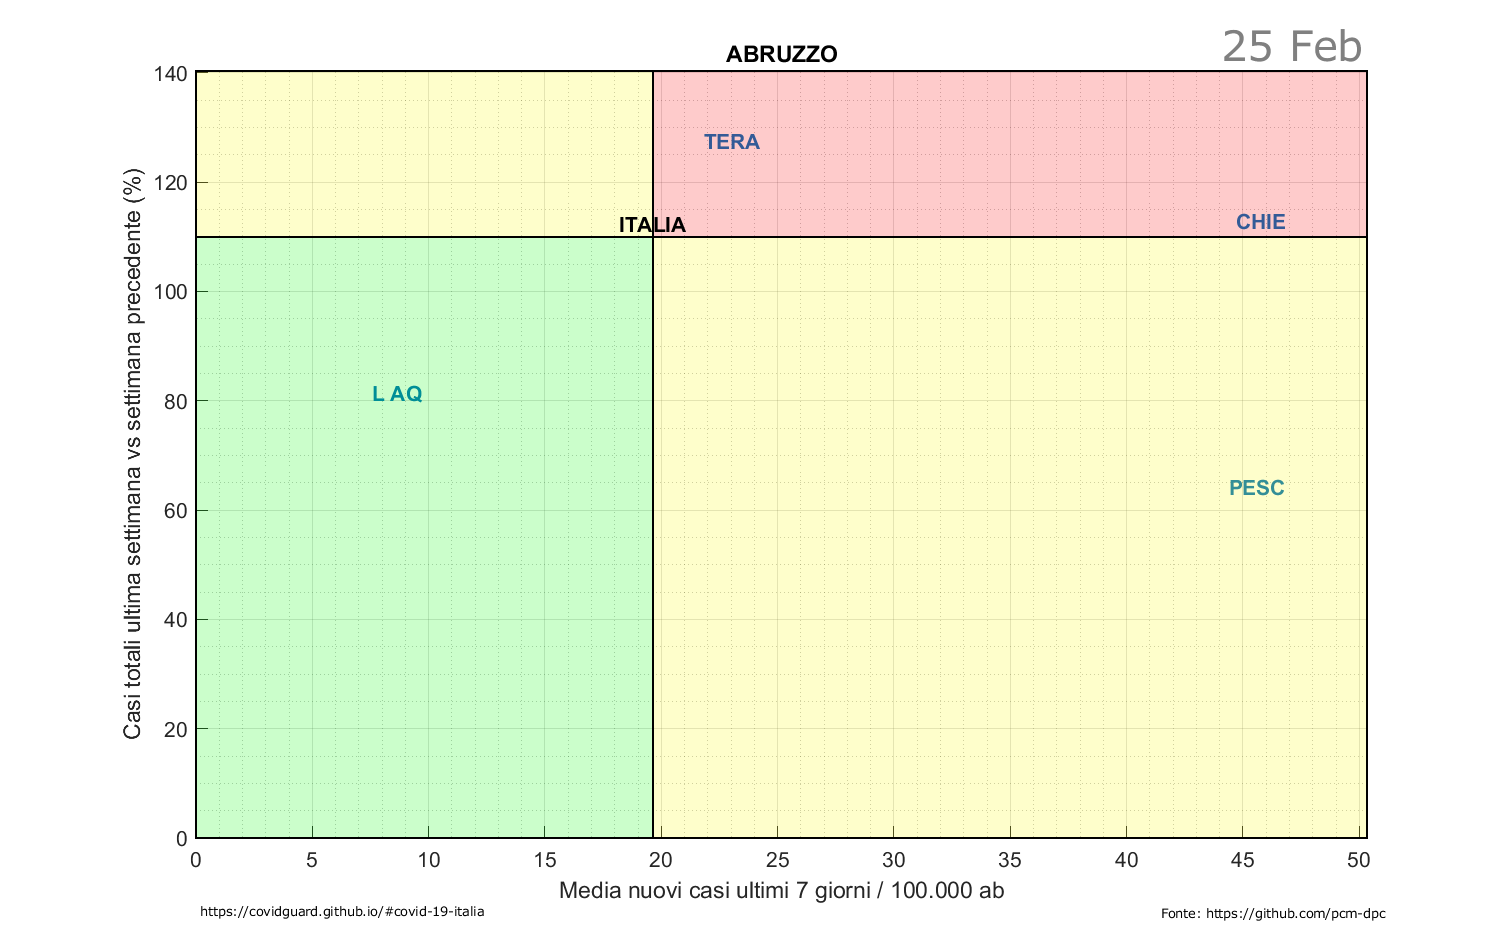 25 Feb
ABRUZZO
140
TERA
120
CHIE
ITALIA
100
L AQ
80
PESC
60
40
20
0
Casi totali ultima settimana vs settimana precedente (%)
0 5 10 15 20 25 30 35 40 45 50
Media nuovi casi ultimi 7 giorni / 100.000 ab
https://covidguard.github.io/#covid-19-italia
Fonte: https://github.com/pcm-dpc